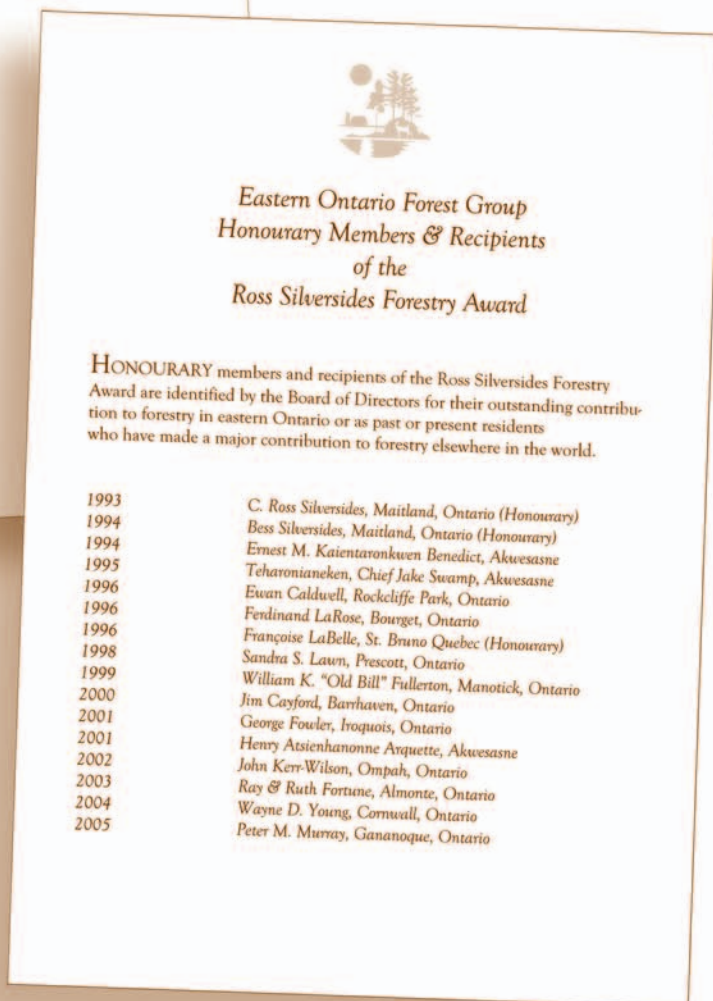 Eastern Ontario Forest Group
Honourary Members & Recipients
of the
Ross Silversides Forestry Award
HONOURARY members and recipients of the Ross Silversides Forestry
Award are identified by the Board of Directors for their outstanding contribu-
tion to forestry in eastern Ontario or as past or present residents
who have made a major contribution to forestry elsewhere in the world.
1993 C. Ross Silversides, Maitland, Ontario (Honourary)
1994 Bess Silversides, Maitland, Ontario (Honourary)
1994 Ernest M. Kaientaronkwen Benedict, Akwesasne
1995 Teharonianeken, Chief Jake Swamp, Akwesasne
1996 Ewan Caldwell, Rockcliffe Park, Ontario
1996 Ferdinand LaRose, Bourget, Ontario
1996 Françoise LaBelle, St. Bruno Quebec (Honourary)
1998 Sandra S. Lawn, Prescott, Ontario
1999 William K. "Old Bill" Fullerton, Manotick, Ontario
2000 Jim Cayford, Barrhaven, Ontario
2001 George Fowler, Iroquois, Ontario
2001 Henry Atsienhanonne Arquette, Akwesasne
2002 John Kerr-Wilson, Ompah, Ontario
2003 Ray & Ruth Fortune, Almonte, Ontario
2004 Wayne D. Young, Cornwall, Ontario
2005 Peter M. Murray, Gananoque, Ontario